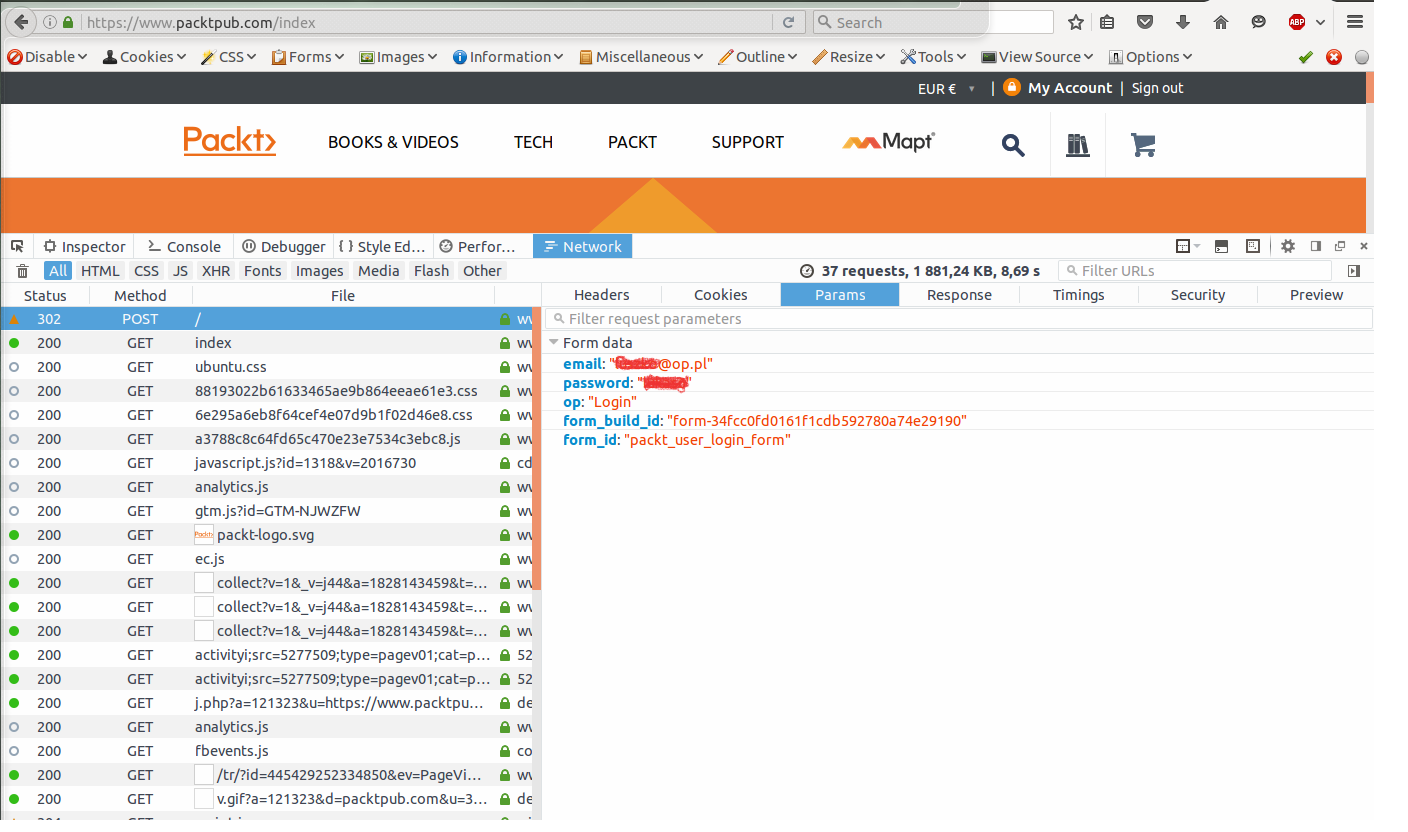 https://www.packtpub.com/index Search ABP
Disable Cookies CSS Forms Images Information Miscellaneous Outline Resize Tools View Source Options
EUR € My Account | Sign out
Packt BOOKS & VIDEOS TECH PACKT SUPPORT Mapt
Inspector Console Debugger Style Ed... Perfor... Network
All HTML CSS JS XHR Fonts Images Media Flash Other 37 requests, 1 881,24 KB, 8,69 s Filter URLs
Status Method File Headers Cookies Params Response Timings Security Preview
302 POST / Filter request parameters
200 GET index Form data
200 GET ubuntu.css email: "@op.pl"
200 GET 88193022b61633465ae9b864eeae61e3.css password: ""
200 GET 6e295a6eb8f64cef4e07d9b1f02d46e8.css op: "Login"
200 GET a3788c8c64fd65c470e23e7534c3ebc8.js form_build_id: "form-34fcc0fd0161f1cdb592780a74e29190"
form_id: "packt_user_login_form"
200 GET javascript.js?id=1318&v=2016730 cd
200 GET analytics.js
200 GET gtm.js?id=GTM-NJWZFW
200 GET packt-logo.svg
200 GET ec.js
200 GET collect?v=1&_v=j44&a=1828143459&t=...
200 GET collect?v=1&_v=j44&a=1828143459&t=...
200 GET collect?v=1&_v=j44&a=1828143459&t=...
200 GET activityi;src=5277509;type=pagev01;cat=p... 52
200 GET activityi;src=5277509;type=pagev01;cat=p... 52
200 GET j.php?a=121323&u=https://www.packtpu... de
200 GET analytics.js
200 GET fbevents.js co
200 GET /tr/?id=445429252334850&ev=PageVi...
200 GET v.gif?a=121323&d=packtpub.com&u=3... de